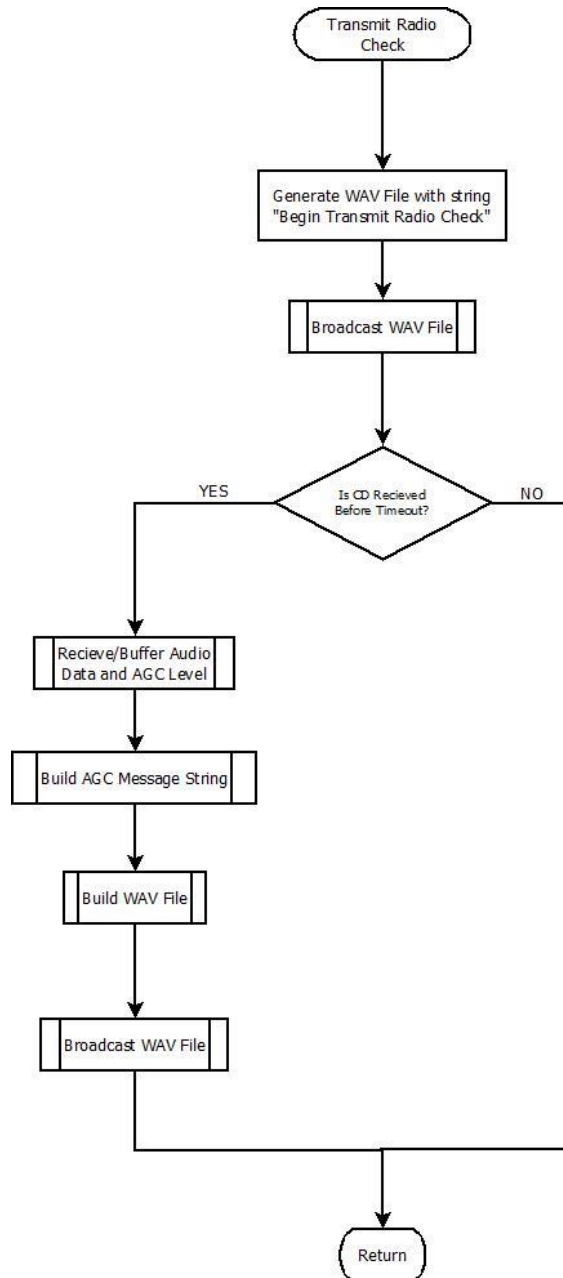 Transmit Radio
Check
Generate WAV File with string
"Begin Transmit Radio Check"
Broadcast WAV File
Is CD Recieved
Before Timeout?
YES
NO
Recieve/Buffer Audio
Data and AGC Level
Build AGC Message String
Build WAV File
Broadcast WAV File
Return